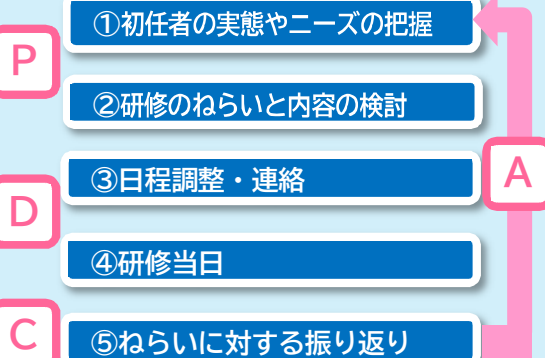 ①初任者の実態やニーズの把握
P
②研修のねらいと内容の検討
③日程調整・連絡
A
D
④研修当日
C
⑤ねらいに対する振り返り